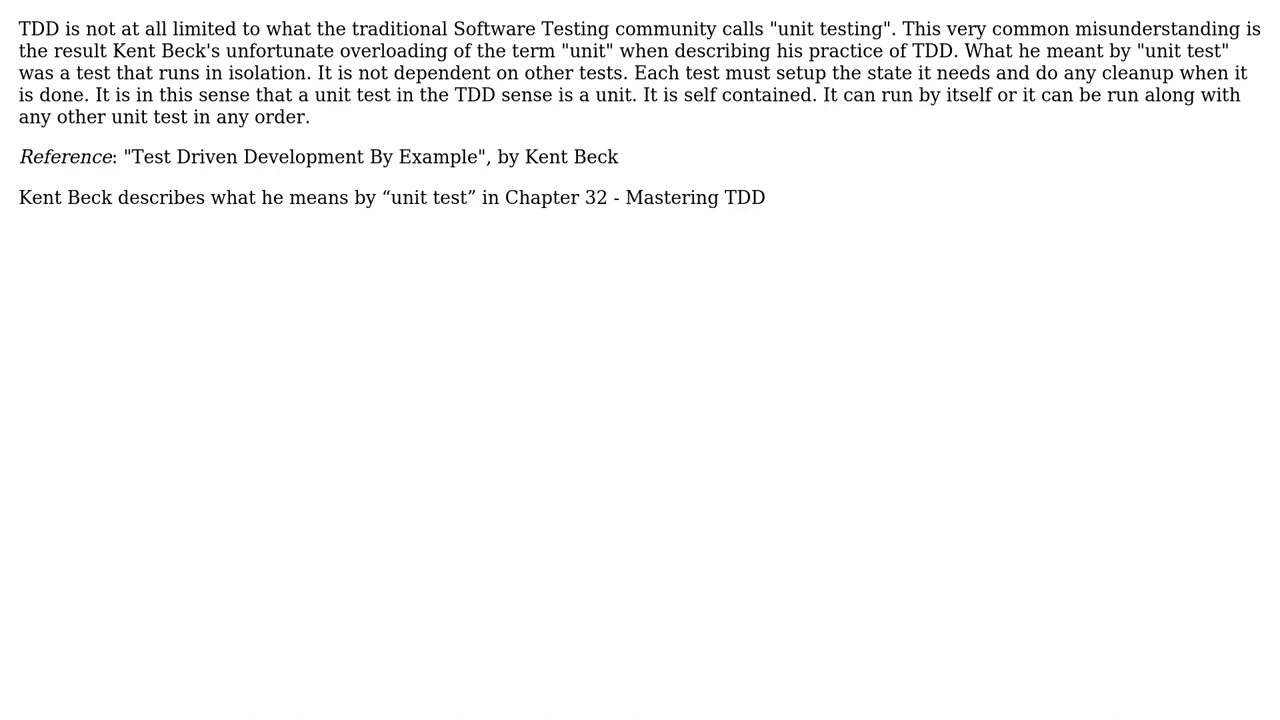 TDD is not at all limited to what the traditional Software Testing community calls "unit testing". This very common misunderstanding is
the result Kent Beck's unfortunate overloading of the term "unit" when describing his practice of TDD. What he meant by "unit test"
was a test that runs in isolation. It is not dependent on other tests. Each test must setup the state it needs and do any cleanup when it
is done. It is in this sense that a unit test in the TDD sense is a unit. It is self contained. It can run by itself or it can be run along with
any other unit test in any order.
Reference: "Test Driven Development By Example", by Kent Beck
Kent Beck describes what he means by “unit test” in Chapter 32 - Mastering TDD